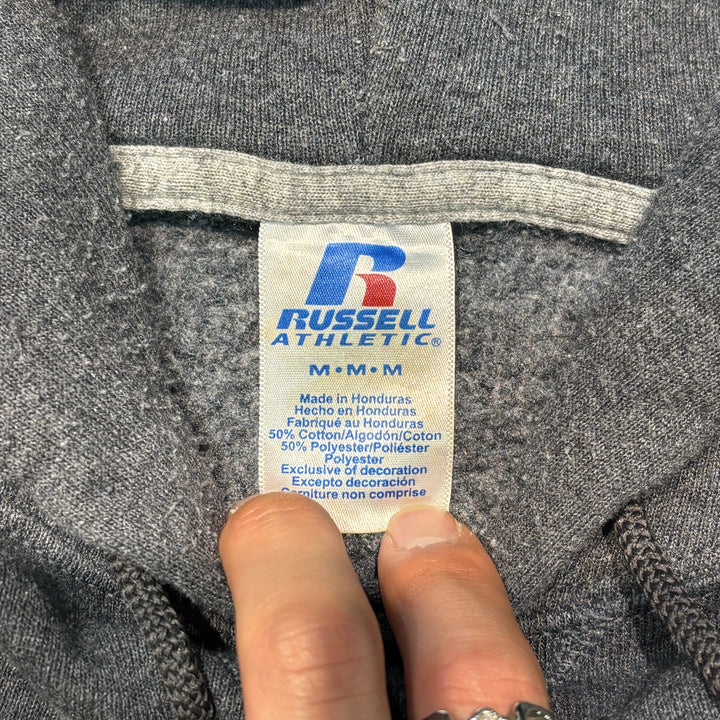 RUSSELL
ATHLETIC®
M•M•M
Made in Honduras
Hecho en Honduras
Fabriqué au Honduras
50% Cotton/Algodón/Coton
50% Polyester/Poliéster
Polyester
Exclusive of decoration
Excepto decoración
Garniture non comprise